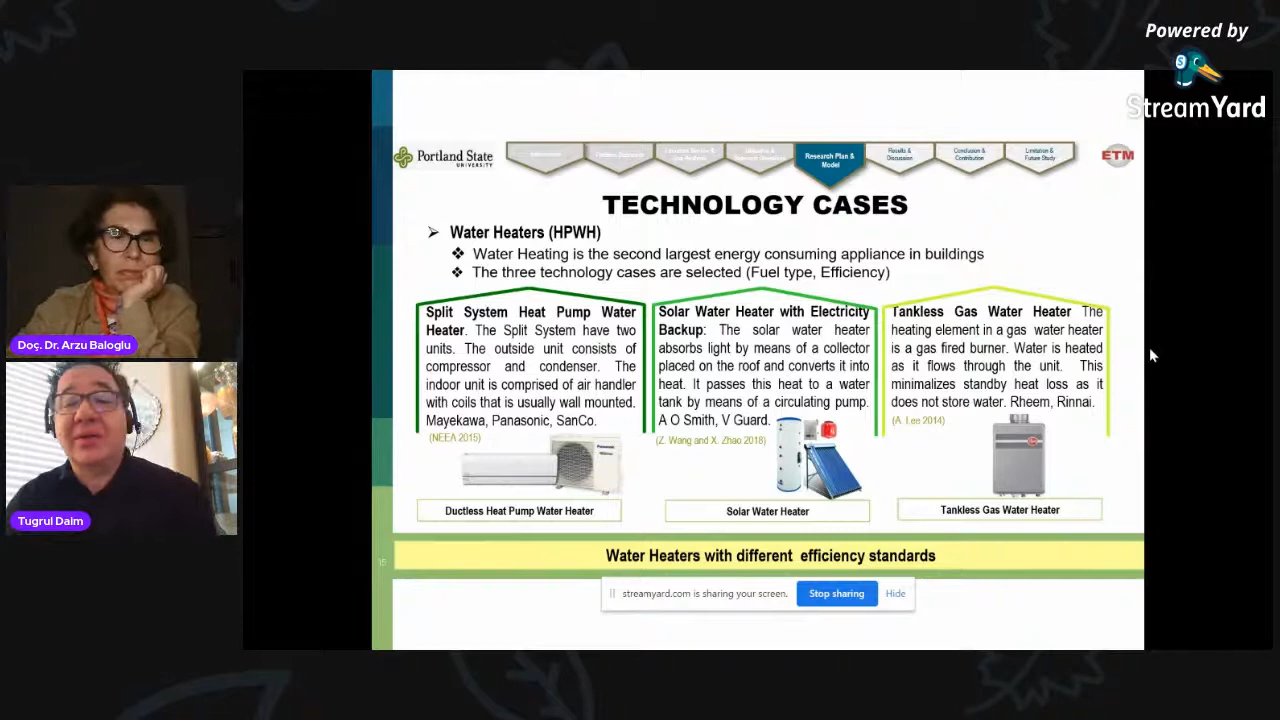 Powered by
StreamYard
Portland State
UNIVERSITY
Research Plan &
Model
Results &
Discussion
Conclusion &
Contribution
Limitation &
Future Study
ETM
TECHNOLOGY CASES
Water Heaters (HPWH)
Water Heating is the second largest energy consuming appliance in buildings
The three technology cases are selected (Fuel type, Efficiency)
Split System Heat Pump Water
Heater. The Split System have two
units. The outside unit consists of
compressor and condenser. The
indoor unit is comprised of air handler
with coils that is usually wall mounted.
Mayekawa, Panasonic, SanCo.
(NEEA 2015)
Ductless Heat Pump Water Heater
Solar Water Heater with Electricity
Backup: The solar water heater
absorbs light by means of a collector
placed on the roof and converts it into
heat. It passes this heat to a water
tank by means of a circulating pump.
A O Smith, V Guard.
(Z. Wang and X. Zhao 2018)
Solar Water Heater
Tankless Gas Water Heater The
heating element in a gas water heater
is a gas fired burner. Water is heated
as it flows through the unit. This
minimalizes standby heat loss as it
does not store water. Rheem, Rinnai.
(A. Lee 2014)
Tankless Gas Water Heater
15
Water Heaters with different efficiency standards
streamyard.com is sharing your screen.
Stop sharing
Hide
Doç. Dr. Arzu Baloglu
Tugrul Daim